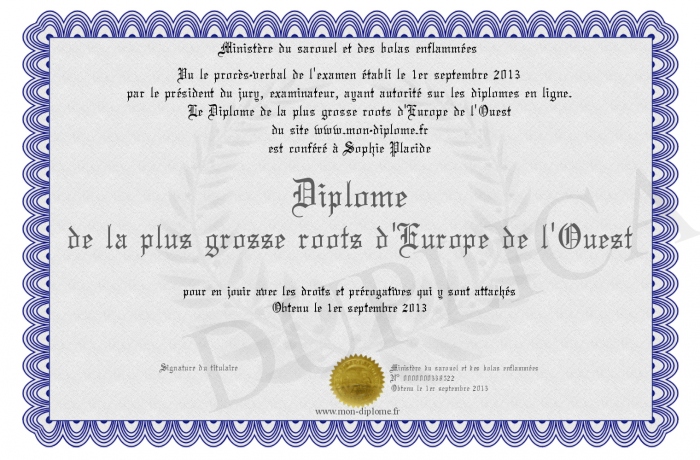 Ministère du sarouel et des bolas enflammées
Vu le procès-verbal de l'examen établi le 1er septembre 2013
par le président du jury, examinateur, ayant autorité sur les diplomes en ligne.
Le Diplome de la plus grosse roots d'Europe de l'Ouest
du site www.mon-diplome.fr
est conféré à Sophie Placide
Diplome
de la plus grosse roots d'Europe de l'Ouest
DUPLICA
pour en jouir avec les droits et prérogatives qui y sont attachés
Obtenu le 1er septembre 2013
Signature du titulaire
Ministère du sarouel et des bolas enflammées
N° 0000000338522
Obtenu le 1er septembre 2013
www.mon-diplome.fr